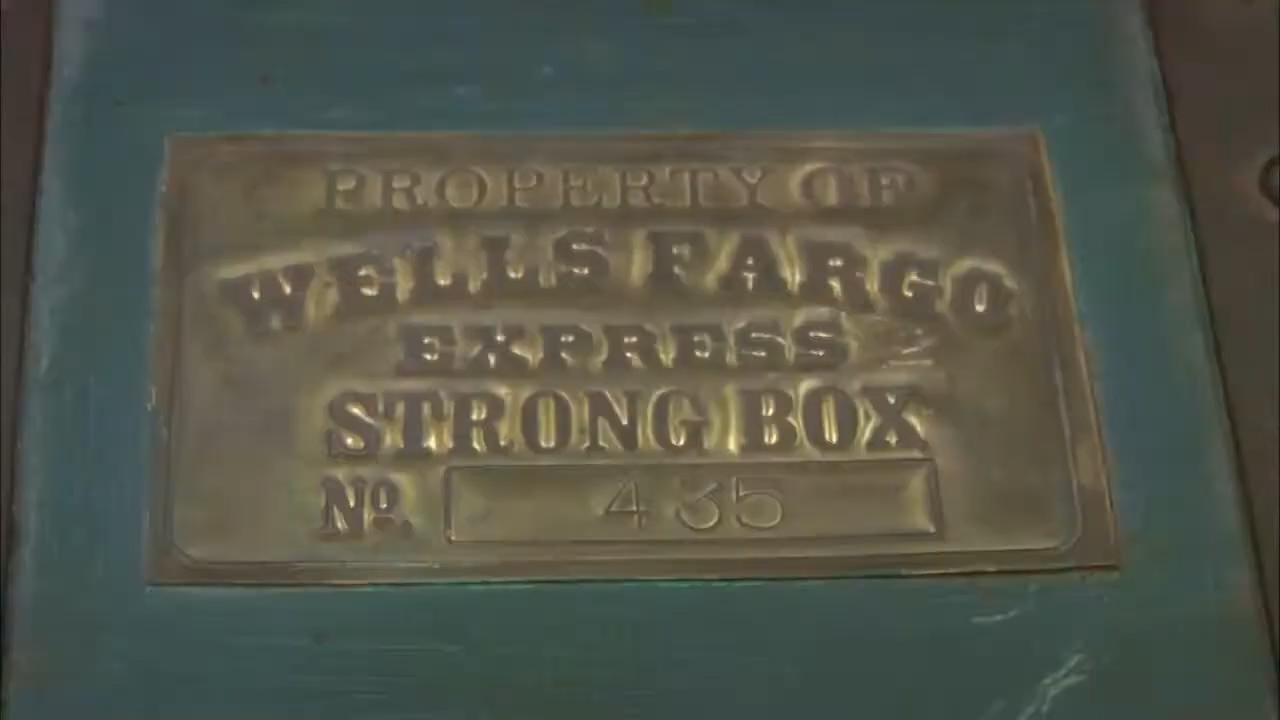 PROPERTY OF
WELLS FARGO
EXPRESS
STRONG BOX
No. 435